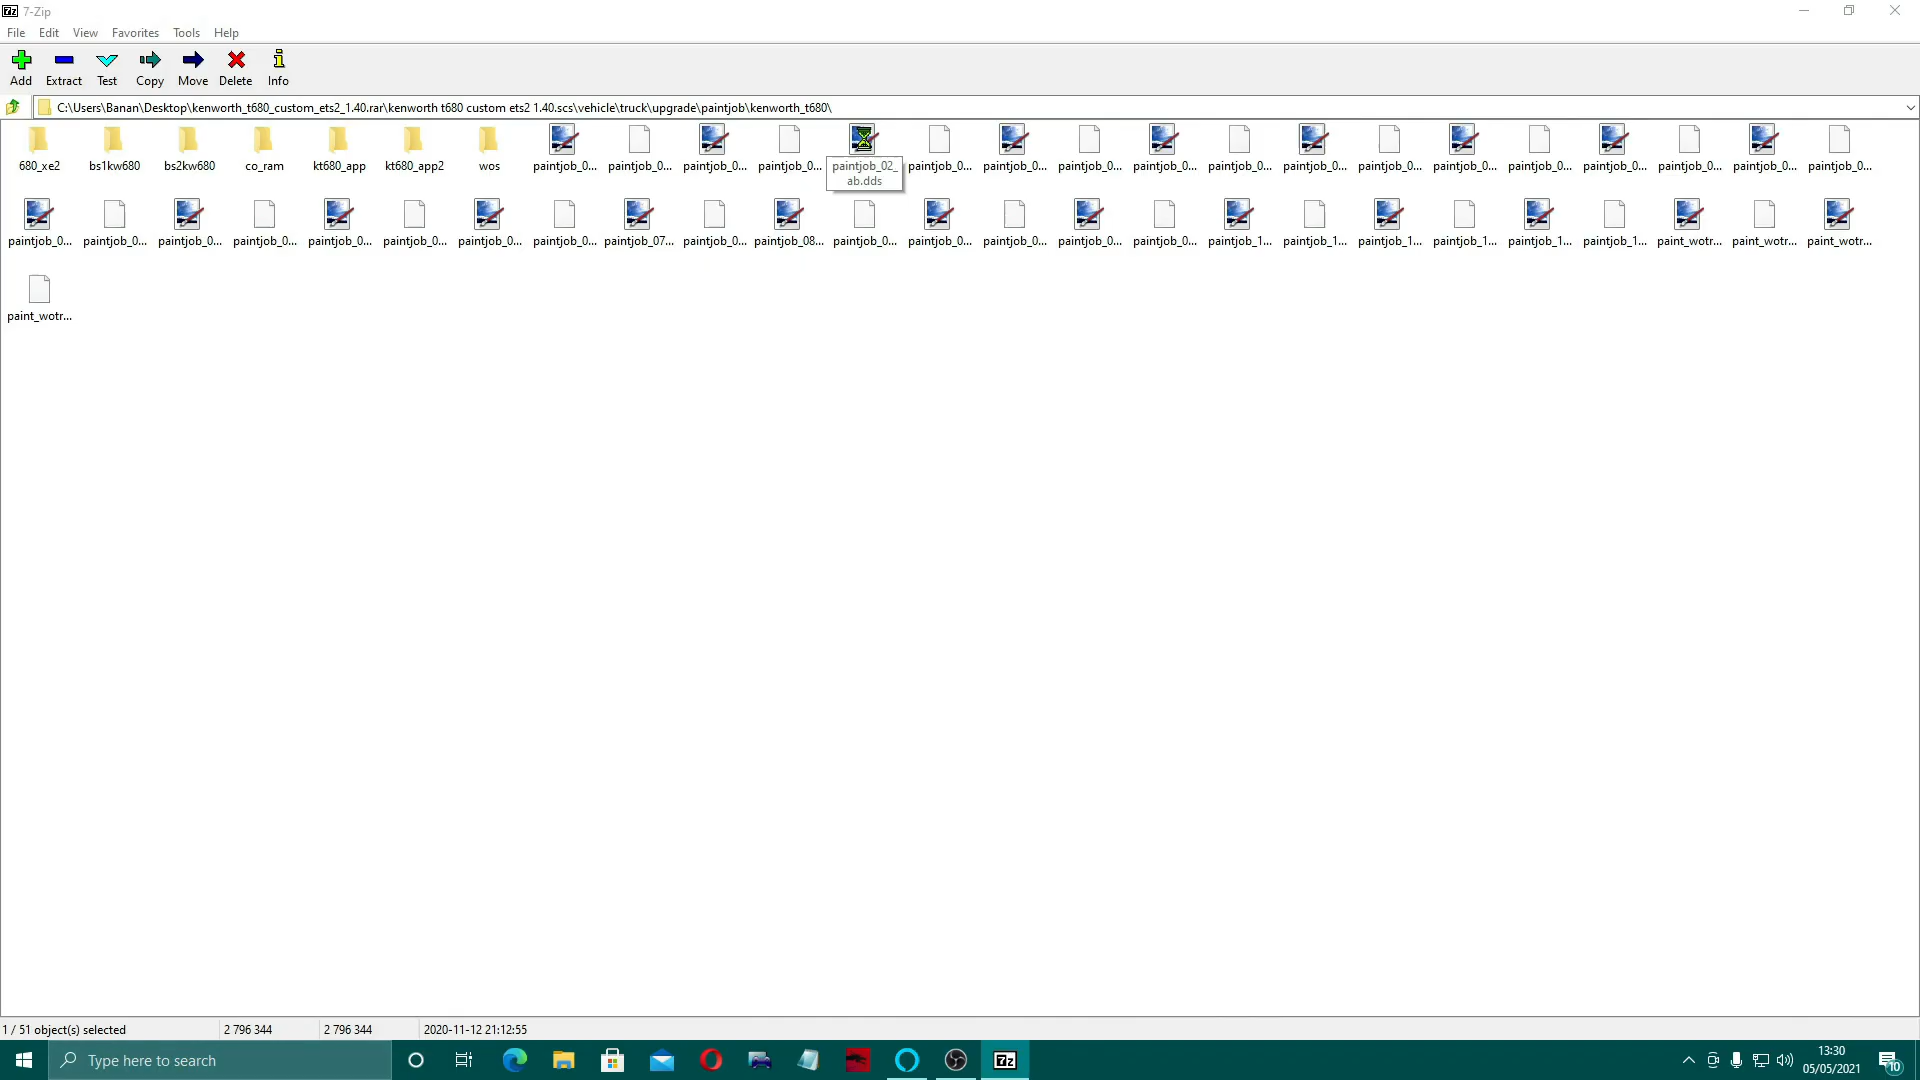 7z 7-Zip
File Edit View Favorites Tools Help
Add Extract Test Copy Move Delete Info
C:\Users\Banan\Desktop\kenworth_t680_custom_ets2_1.40.rar\kenworth t680 custom ets2 1.40.scs\vehicle\truck\upgrade\paintjob\kenworth_t680\
680_xe2 bs1kw680 bs2kw680 co_ram kt680_app kt680_app2 wos paintjob_0... paintjob_0... paintjob_0... paintjob_0... paintjob_02_ paintjob_0... paintjob_0... paintjob_0... paintjob_0... paintjob_0... paintjob_0... paintjob_0... paintjob_0... paintjob_0... paintjob_0... paintjob_0... paintjob_0... paintjob_0...
ab.dds
paintjob_0... paintjob_0... paintjob_0... paintjob_0... paintjob_0... paintjob_0... paintjob_0... paintjob_0... paintjob_07... paintjob_0... paintjob_08... paintjob_0... paintjob_0... paintjob_0... paintjob_0... paintjob_0... paintjob_1... paintjob_1... paintjob_1... paintjob_1... paintjob_1... paintjob_1... paint_wotr... paint_wotr... paint_wotr...
paint_wotr...
1 / 51 object(s) selected 2 796 344 2 796 344 2020-11-12 21:12:55
Type here to search 7z 13:30
05/05/2021 10